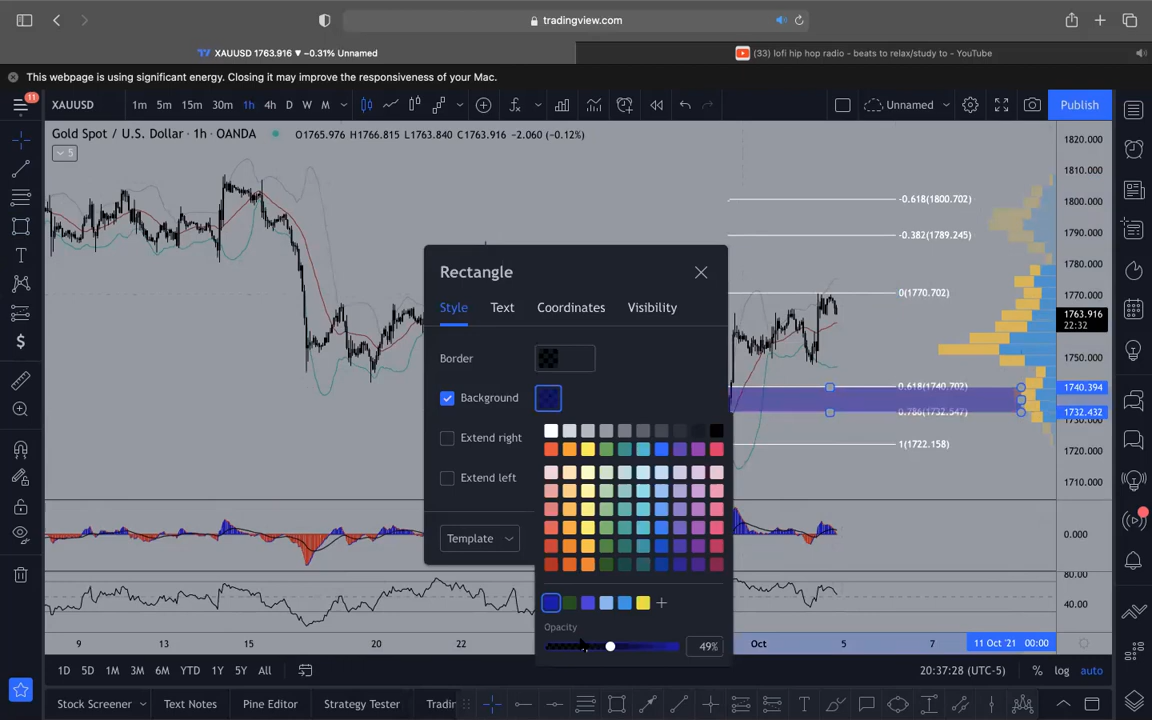 tradingview.com
XAUUSD 1763.916 ▼ −0.31% Unnamed
(33) lofi hip hop radio - beats to relax/study to - YouTube
This webpage is using significant energy. Closing it may improve the responsiveness of your Mac.
11
XAUUSD 1m 5m 15m 30m 1h 4h D W M Unnamed Publish
Gold Spot / U.S. Dollar · 1h · OANDA O1765.976 H1766.815 L1763.840 C1763.916 −2.060 (−0.12%)
5
1820.000
1810.000
-0.618(1800.702) 1800.000
-0.382(1789.245) 1790.000
1780.000
0(1770.702) 1770.000
1763.916
22:32
1750.000
0.618(1740.702) 1740.394
0.786(1732.547) 1732.432
1(1722.158) 1720.000
1710.000
Rectangle
Style Text Coordinates Visibility
Border
Background
Extend right
Extend left
Template
Opacity
49%
0.000
80.00
40.00
9 13 15 20 22 Oct 5 7 11 Oct '21 00:00
1D 5D 1M 3M 6M YTD 1Y 5Y All 20:37:28 (UTC-5) % log auto
Stock Screener Text Notes Pine Editor Strategy Tester Tradin